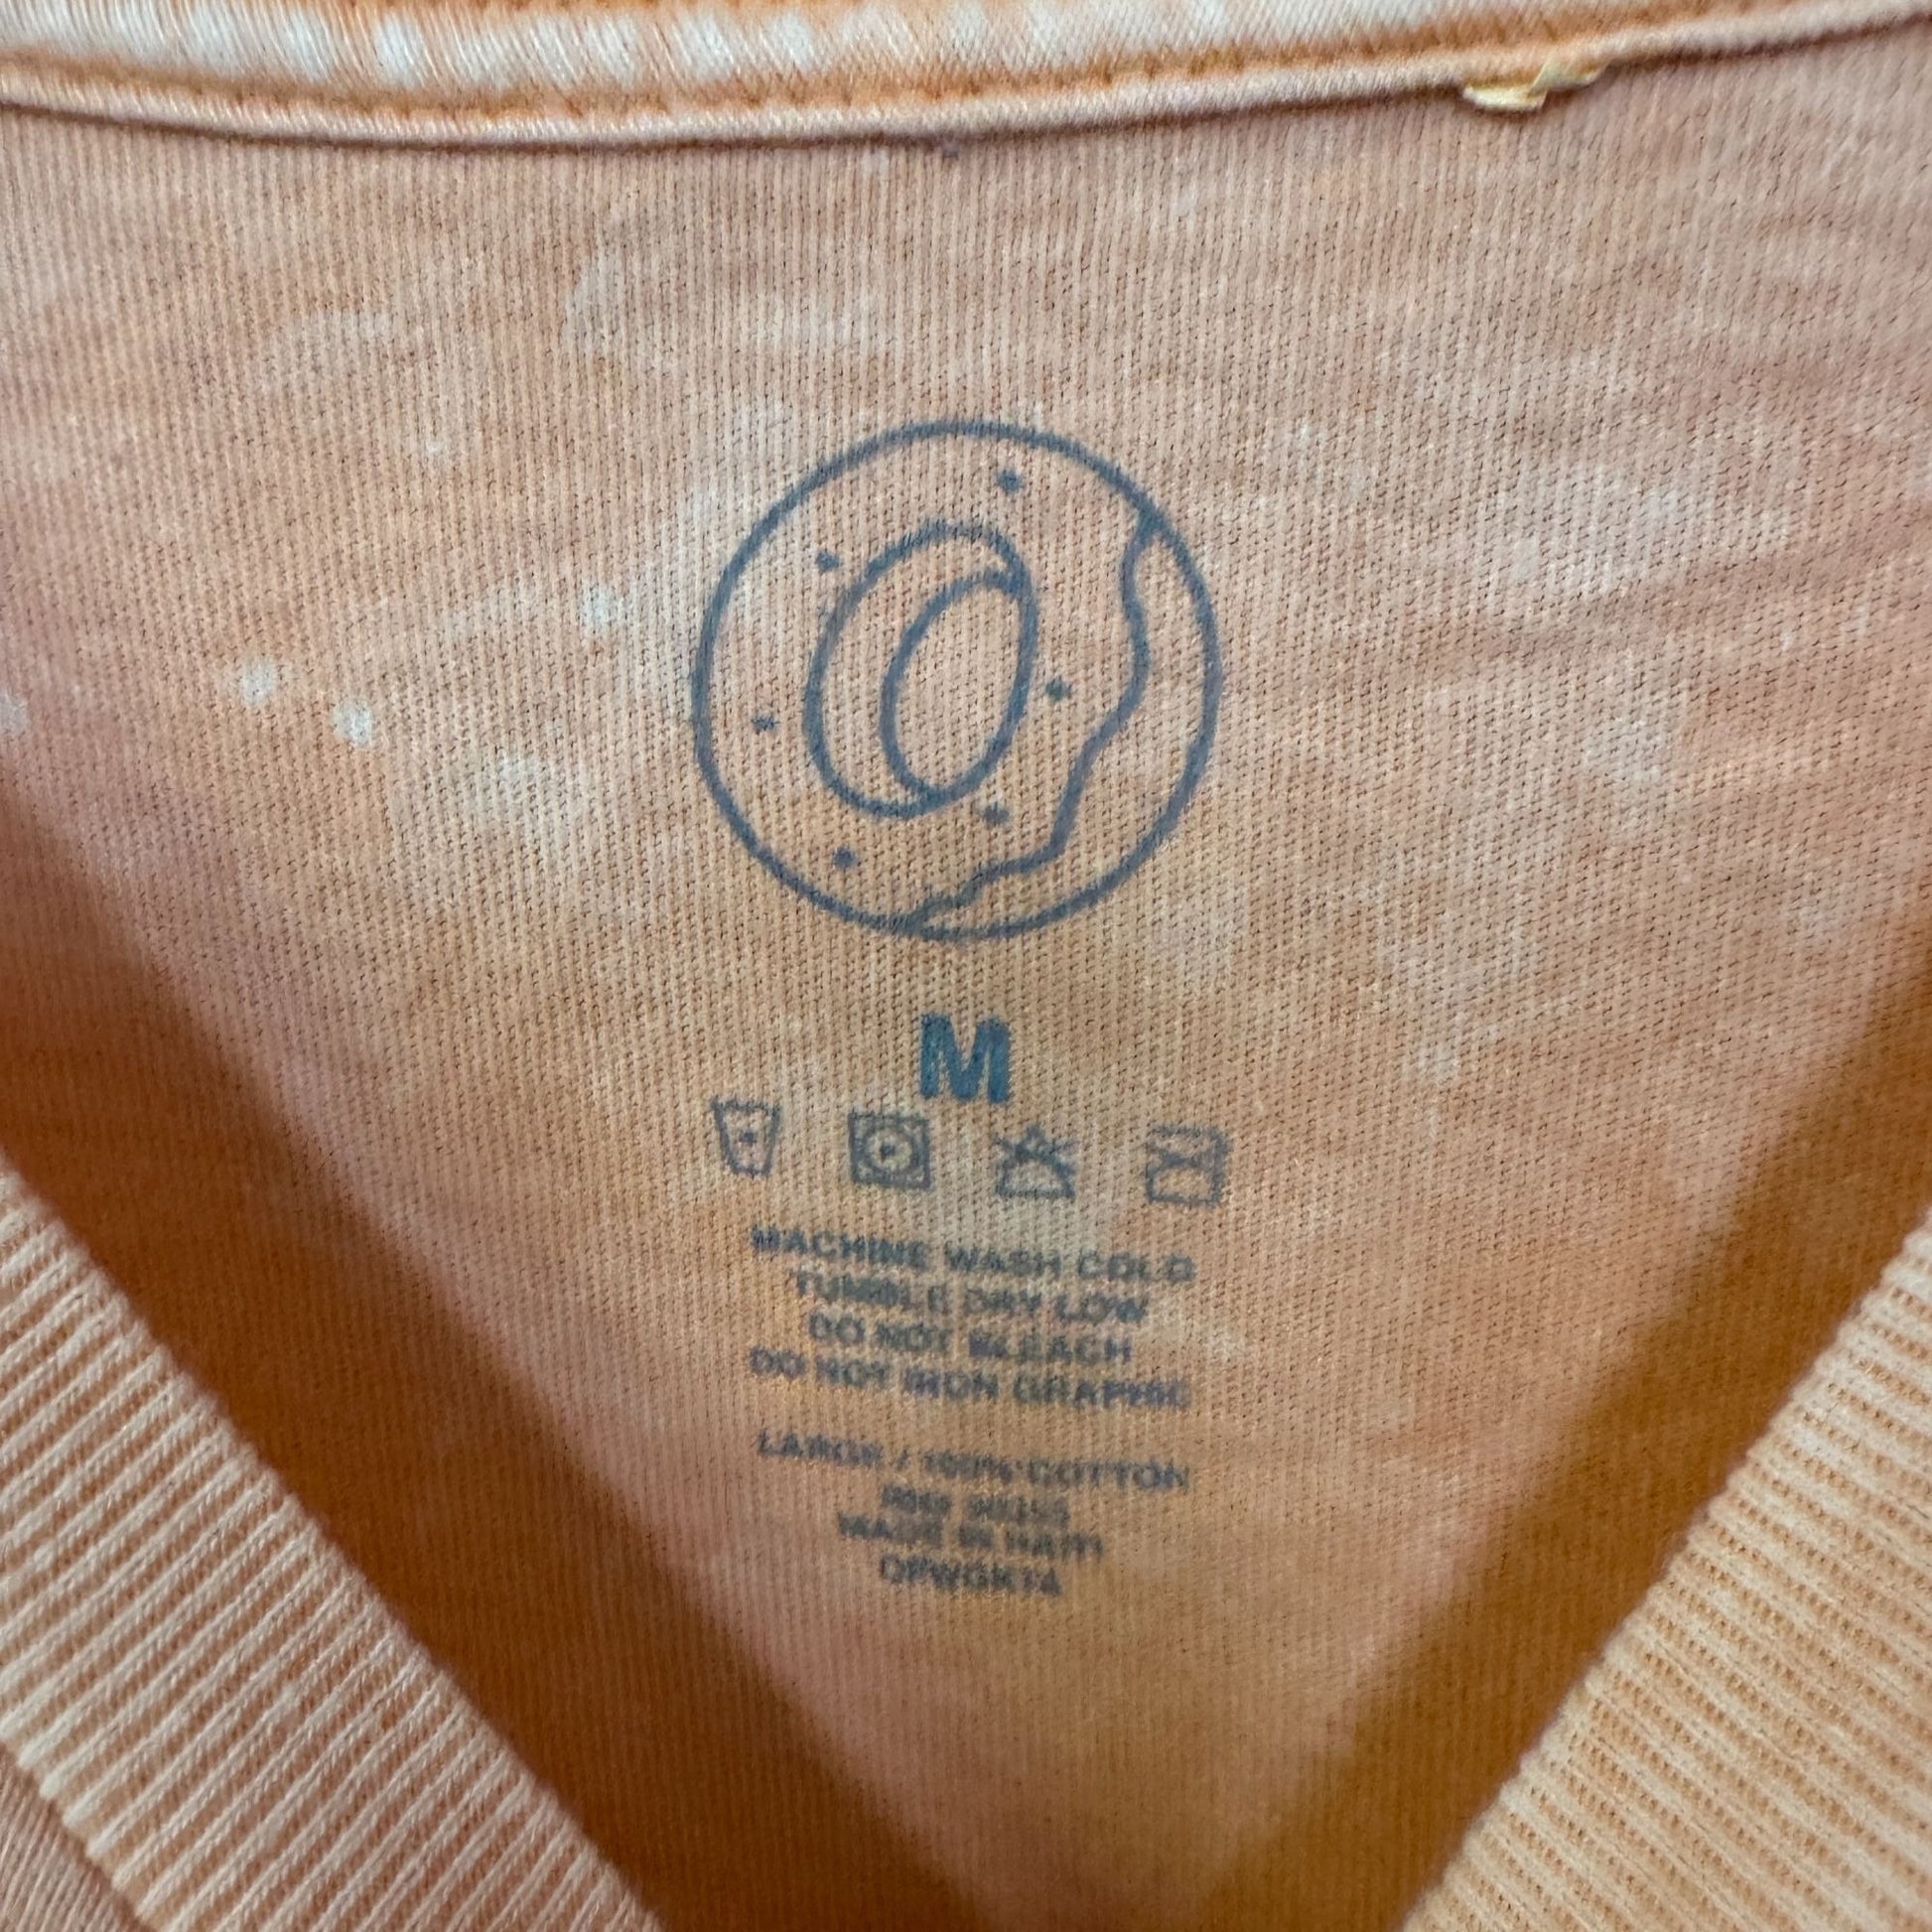 M
MACHINE WASH COLD
TUMBLE DRY LOW
DO NOT BLEACH
DO NOT IRON GRAPHIC
LARGE / 100% COTTON
MADE IN HAITI
OFWGKTA